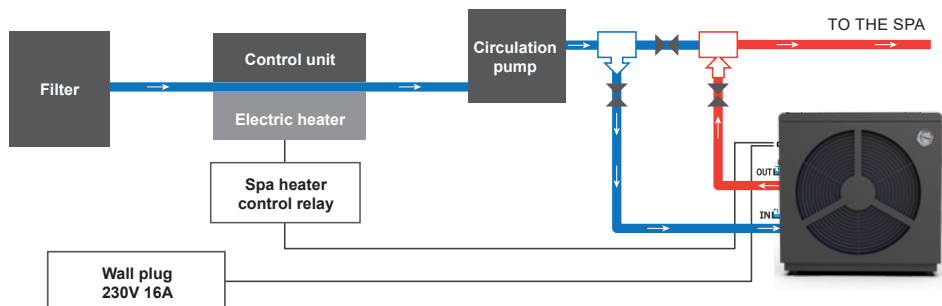 TO THE SPA
Filter
Control unit
Electric heater
Circulation
pump
Spa heater
control relay
OUT
IN
Wall plug
230V 16A